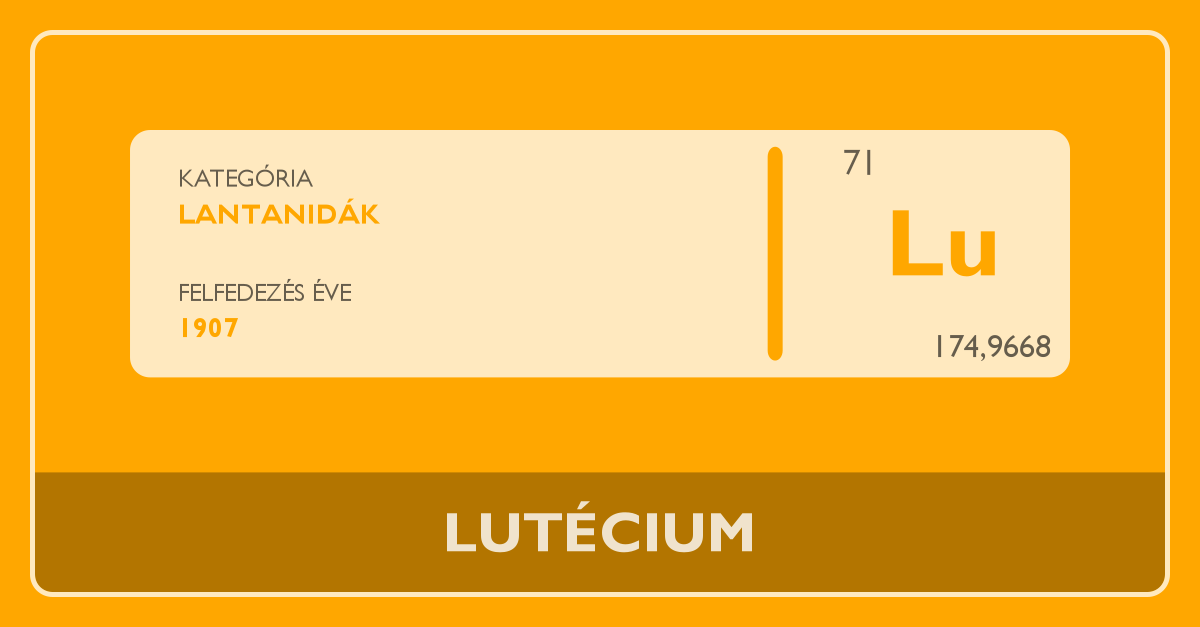 KATEGÓRIA
LANTANIDÁK
FELFEDEZÉS ÉVE
1907
71
Lu
174,9668
LUTÉCIUM